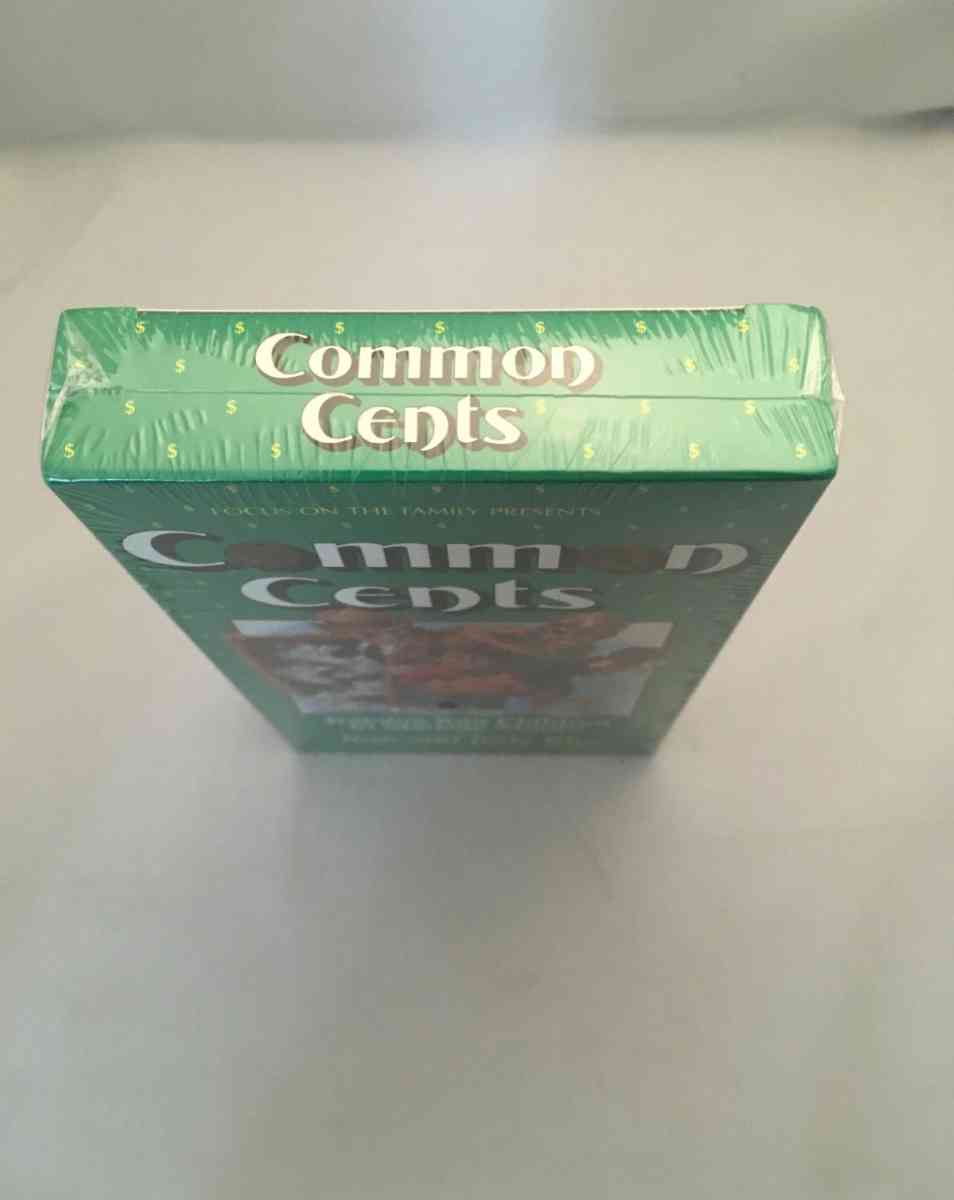 $ $ $ $ $ $ $
Common
$ $ $ $
$ $ $ $ $
Cents
$ $ $ $ $ $
FOCUS ON THE FAMILY PRESENTS
Common
Cents